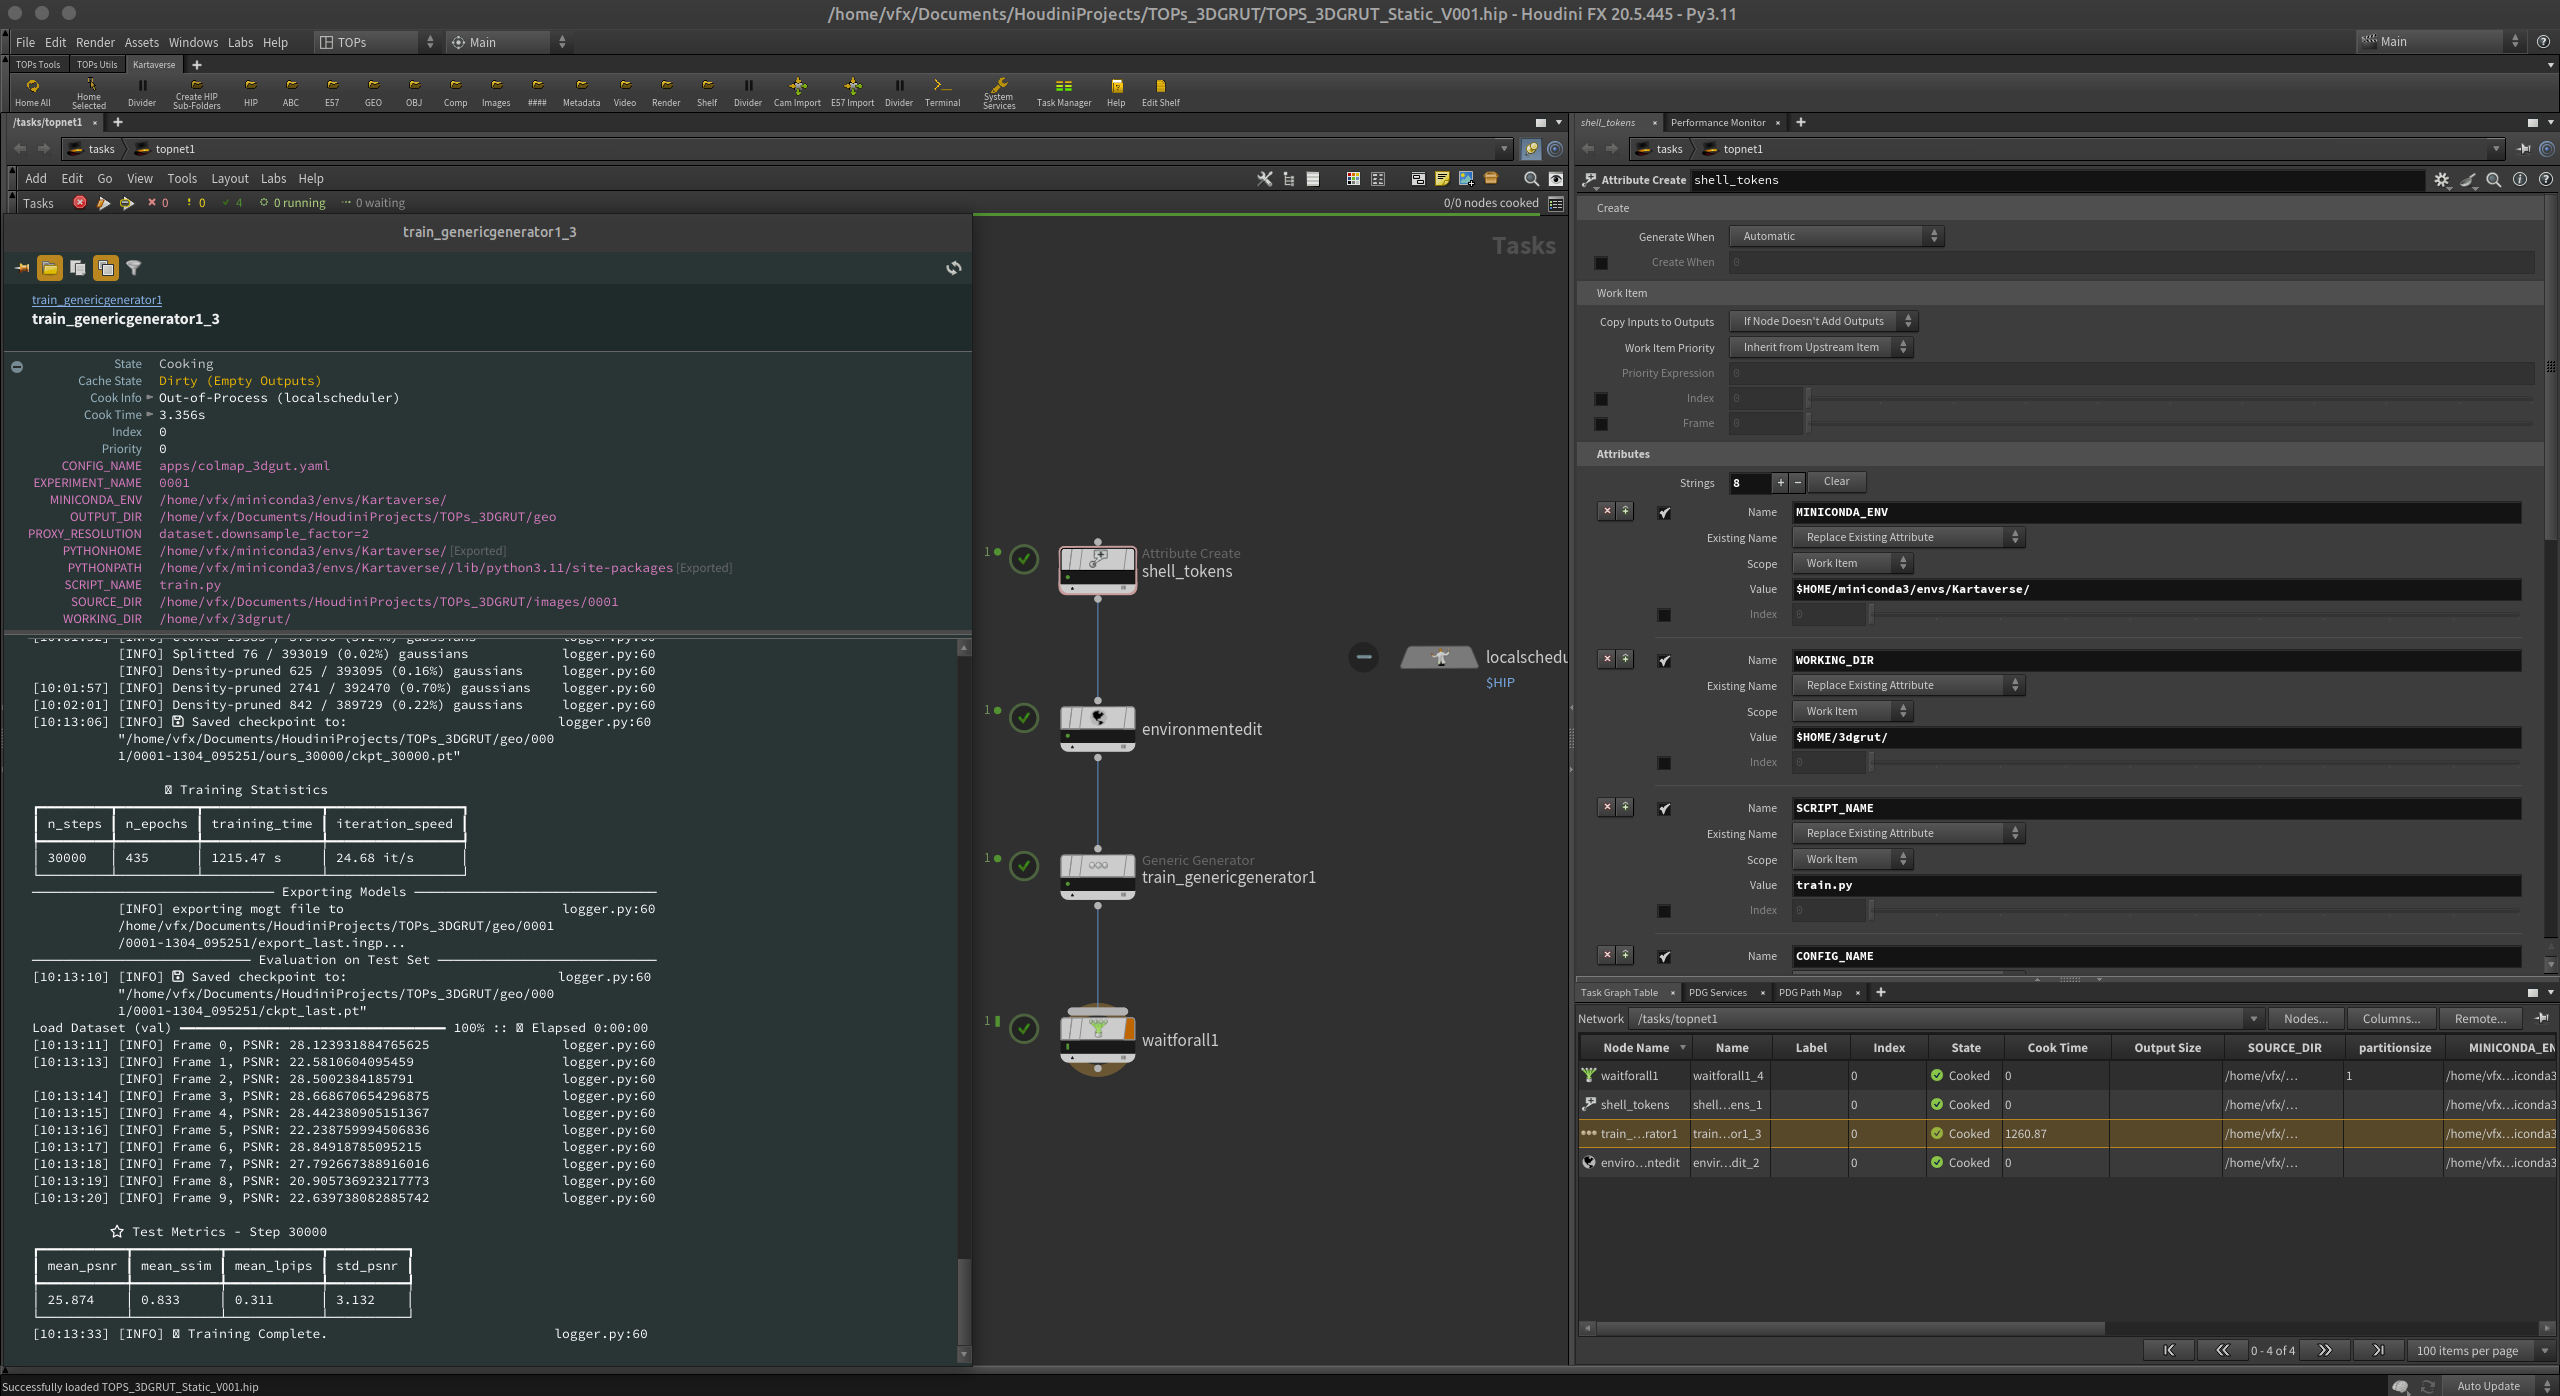 /home/vfx/Documents/HoudiniProjects/TOPs_3DGRUT/TOPS_3DGRUT_Static_V001.hip - Houdini FX 20.5.445 - Py3.11
File Edit Render Assets Windows Labs Help TOPs Main Main
TOPs Tools TOPs Utils Kartaverse
Home All Home Selected Divider Create HIP Sub-Folders HIP ABC E57 GEO OBJ Comp Images #### Metadata Video Render Shelf Divider Cam Import E57 Import Divider Terminal System Services Task Manager Help Edit Shelf
/tasks/topnet1
tasks topnet1
Add Edit Go View Tools Layout Labs Help
Tasks 0 0 4 0 running 0 waiting 0/0 nodes cooked
train_genericgenerator1_3
train_genericgenerator1
train_genericgenerator1_3
State Cooking
Cache State Dirty (Empty Outputs)
Cook Info Out-of-Process (localscheduler)
Cook Time 3.356s
Index 0
Priority 0
CONFIG_NAME apps/colmap_3dgut.yaml
EXPERIMENT_NAME 0001
MINICONDA_ENV /home/vfx/miniconda3/envs/Kartaverse/
OUTPUT_DIR /home/vfx/Documents/HoudiniProjects/TOPs_3DGRUT/geo
PROXY_RESOLUTION dataset.downsample_factor=2
PYTHONHOME /home/vfx/miniconda3/envs/Kartaverse/ [Exported]
PYTHONPATH /home/vfx/miniconda3/envs/Kartaverse//lib/python3.11/site-packages [Exported]
SCRIPT_NAME train.py
SOURCE_DIR /home/vfx/Documents/HoudiniProjects/TOPs_3DGRUT/images/0001
WORKING_DIR /home/vfx/3dgrut/
[INFO] Splitted 76 / 393019 (0.02%) gaussians logger.py:60
[INFO] Density-pruned 625 / 393095 (0.16%) gaussians logger.py:60
[10:01:57] [INFO] Density-pruned 2741 / 392470 (0.70%) gaussians logger.py:60
[10:02:01] [INFO] Density-pruned 842 / 389729 (0.22%) gaussians logger.py:60
[10:13:06] [INFO] Saved checkpoint to: logger.py:60
"/home/vfx/Documents/HoudiniProjects/TOPs_3DGRUT/geo/000
1/0001-1304_095251/ours_30000/ckpt_30000.pt"
Training Statistics
n_steps n_epochs training_time iteration_speed
30000 435 1215.47 s 24.68 it/s
Exporting Models
[INFO] exporting mogt file to logger.py:60
/home/vfx/Documents/HoudiniProjects/TOPs_3DGRUT/geo/0001
/0001-1304_095251/export_last.ingp...
Evaluation on Test Set
[10:13:10] [INFO] Saved checkpoint to: logger.py:60
"/home/vfx/Documents/HoudiniProjects/TOPs_3DGRUT/geo/000
1/0001-1304_095251/ckpt_last.pt"
Load Dataset (val) 100% :: Elapsed 0:00:00
[10:13:11] [INFO] Frame 0, PSNR: 28.123931884765625 logger.py:60
[10:13:13] [INFO] Frame 1, PSNR: 22.5810604095459 logger.py:60
[INFO] Frame 2, PSNR: 28.5002384185791 logger.py:60
[10:13:14] [INFO] Frame 3, PSNR: 28.668670654296875 logger.py:60
[10:13:15] [INFO] Frame 4, PSNR: 28.442380905151367 logger.py:60
[10:13:16] [INFO] Frame 5, PSNR: 22.238759994506836 logger.py:60
[10:13:17] [INFO] Frame 6, PSNR: 28.84918785095215 logger.py:60
[10:13:18] [INFO] Frame 7, PSNR: 27.792667388916016 logger.py:60
[10:13:19] [INFO] Frame 8, PSNR: 20.905736923217773 logger.py:60
[10:13:20] [INFO] Frame 9, PSNR: 22.639738082885742 logger.py:60
Test Metrics - Step 30000
mean_psnr mean_ssim mean_lpips std_psnr
25.874 0.833 0.311 3.132
[10:13:33] [INFO] Training Complete. logger.py:60
Tasks
1 Attribute Create
shell_tokens
localschedu
$HIP
1 environmentedit
1 Generic Generator
train_genericgenerator1
1 waitforall1
shell_tokens Performance Monitor
tasks topnet1
Attribute Create shell_tokens
Create
Generate When Automatic
Create When 0
Work Item
Copy Inputs to Outputs If Node Doesn't Add Outputs
Work Item Priority Inherit from Upstream Item
Priority Expression 0
Index 0
Frame 0
Attributes
Strings 8 + − Clear
Name MINICONDA_ENV
Existing Name Replace Existing Attribute
Scope Work Item
Value $HOME/miniconda3/envs/Kartaverse/
Index 0
Name WORKING_DIR
Existing Name Replace Existing Attribute
Scope Work Item
Value $HOME/3dgrut/
Index 0
Name SCRIPT_NAME
Existing Name Replace Existing Attribute
Scope Work Item
Value train.py
Index 0
Name CONFIG_NAME
Task Graph Table PDG Services PDG Path Map
Network /tasks/topnet1 Nodes... Columns... Remote...
Node Name Name Label Index State Cook Time Output Size SOURCE_DIR partitionsize MINICONDA_EN
waitforall1 waitforall1_4 0 Cooked 0 /home/vfx/... 1 /home/vfx...iconda3
shell_tokens shell...ens_1 0 Cooked 0 /home/vfx/... /home/vfx...iconda3
train_...rator1 train...or1_3 0 Cooked 1260.87 /home/vfx/... /home/vfx...iconda3
enviro...ntedit envir...dit_2 0 Cooked 0 /home/vfx/... /home/vfx...iconda3
0 - 4 of 4 100 items per page
Successfully loaded TOPS_3DGRUT_Static_V001.hip Auto Update